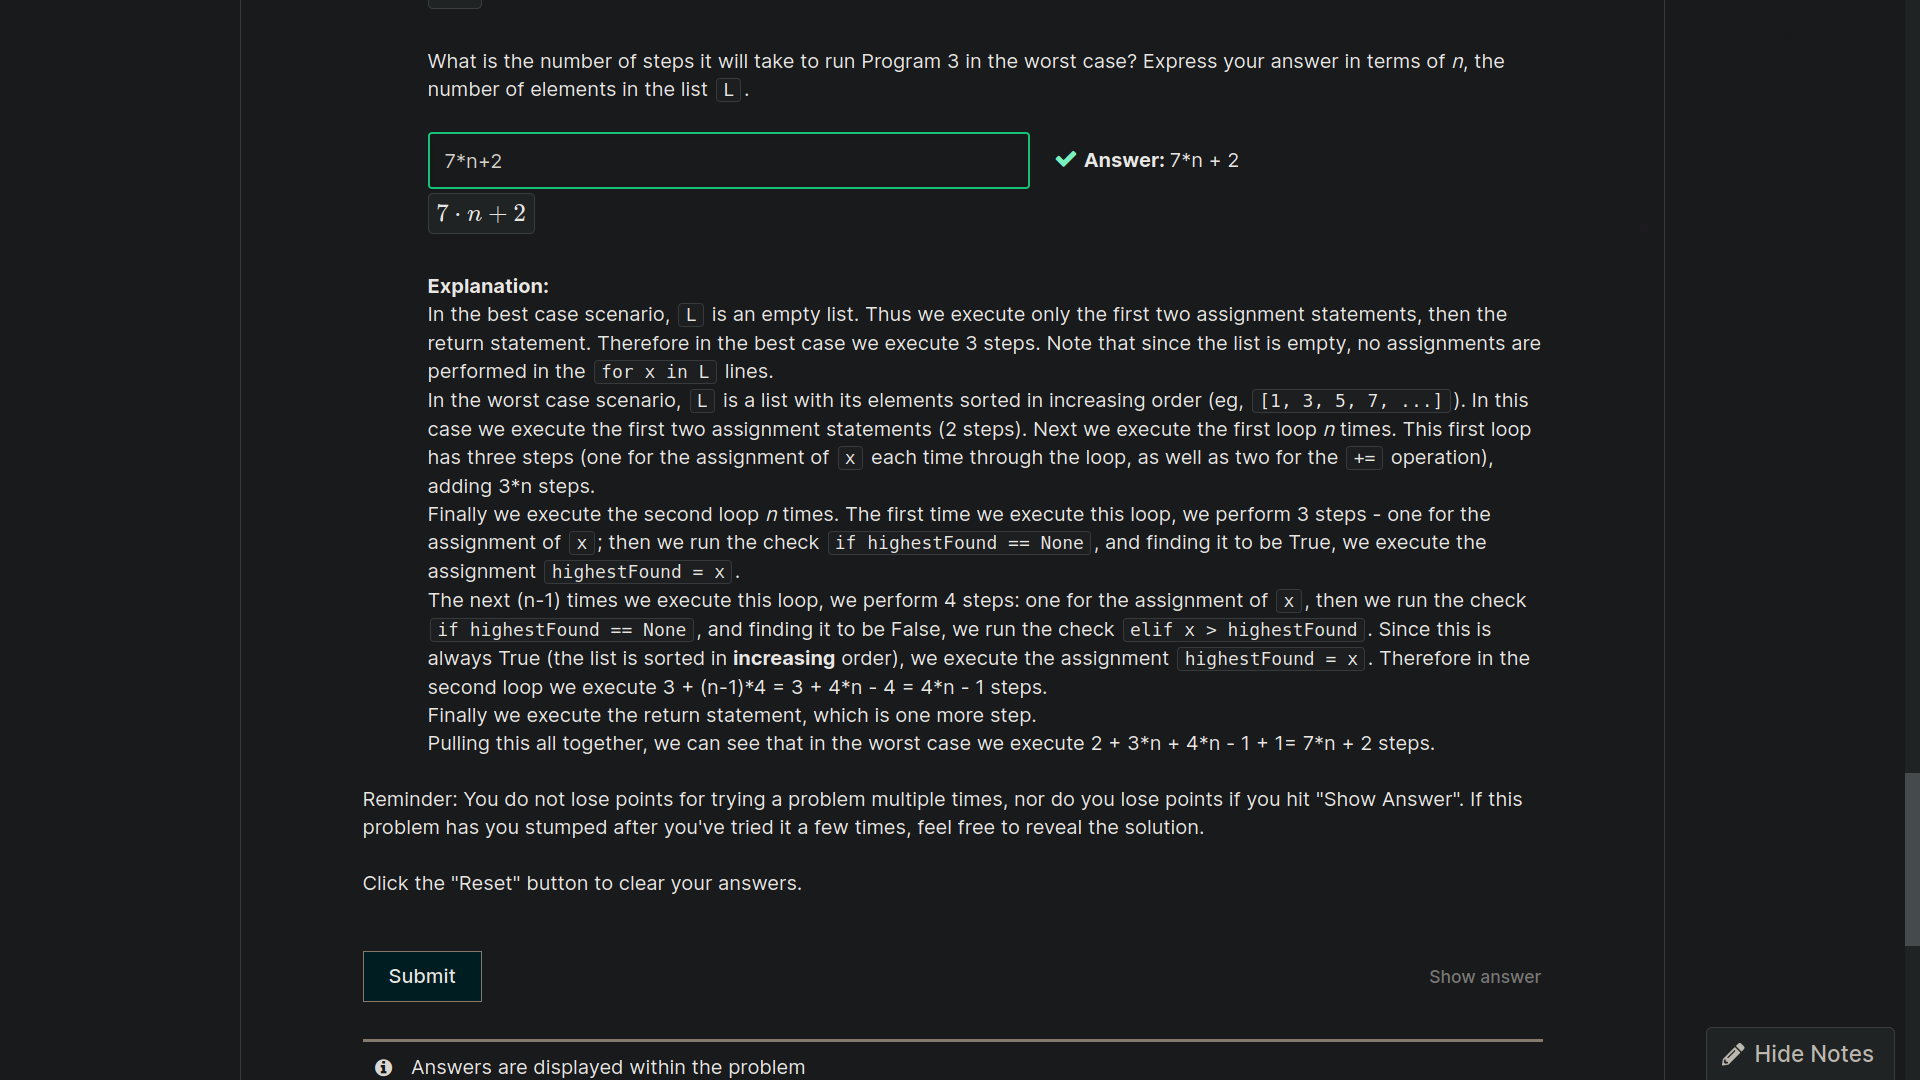 What is the number of steps it will take to run Program 3 in the worst case? Express your answer in terms of n, the
number of elements in the list L .
7*n+2
Answer: 7*n + 2
7 · n + 2
Explanation:
In the best case scenario, L is an empty list. Thus we execute only the first two assignment statements, then the
return statement. Therefore in the best case we execute 3 steps. Note that since the list is empty, no assignments are
performed in the for x in L lines.
In the worst case scenario, L is a list with its elements sorted in increasing order (eg, [1, 3, 5, 7, ...] ). In this
case we execute the first two assignment statements (2 steps). Next we execute the first loop n times. This first loop
has three steps (one for the assignment of x each time through the loop, as well as two for the += operation),
adding 3*n steps.
Finally we execute the second loop n times. The first time we execute this loop, we perform 3 steps - one for the
assignment of x ; then we run the check if highestFound == None , and finding it to be True, we execute the
assignment highestFound = x .
The next (n-1) times we execute this loop, we perform 4 steps: one for the assignment of x , then we run the check
if highestFound == None , and finding it to be False, we run the check elif x > highestFound . Since this is
always True (the list is sorted in increasing order), we execute the assignment highestFound = x . Therefore in the
second loop we execute 3 + (n-1)*4 = 3 + 4*n - 4 = 4*n - 1 steps.
Finally we execute the return statement, which is one more step.
Pulling this all together, we can see that in the worst case we execute 2 + 3*n + 4*n - 1 + 1= 7*n + 2 steps.
Reminder: You do not lose points for trying a problem multiple times, nor do you lose points if you hit "Show Answer". If this
problem has you stumped after you've tried it a few times, feel free to reveal the solution.
Click the "Reset" button to clear your answers.
Submit
Show answer
Hide Notes
Answers are displayed within the problem